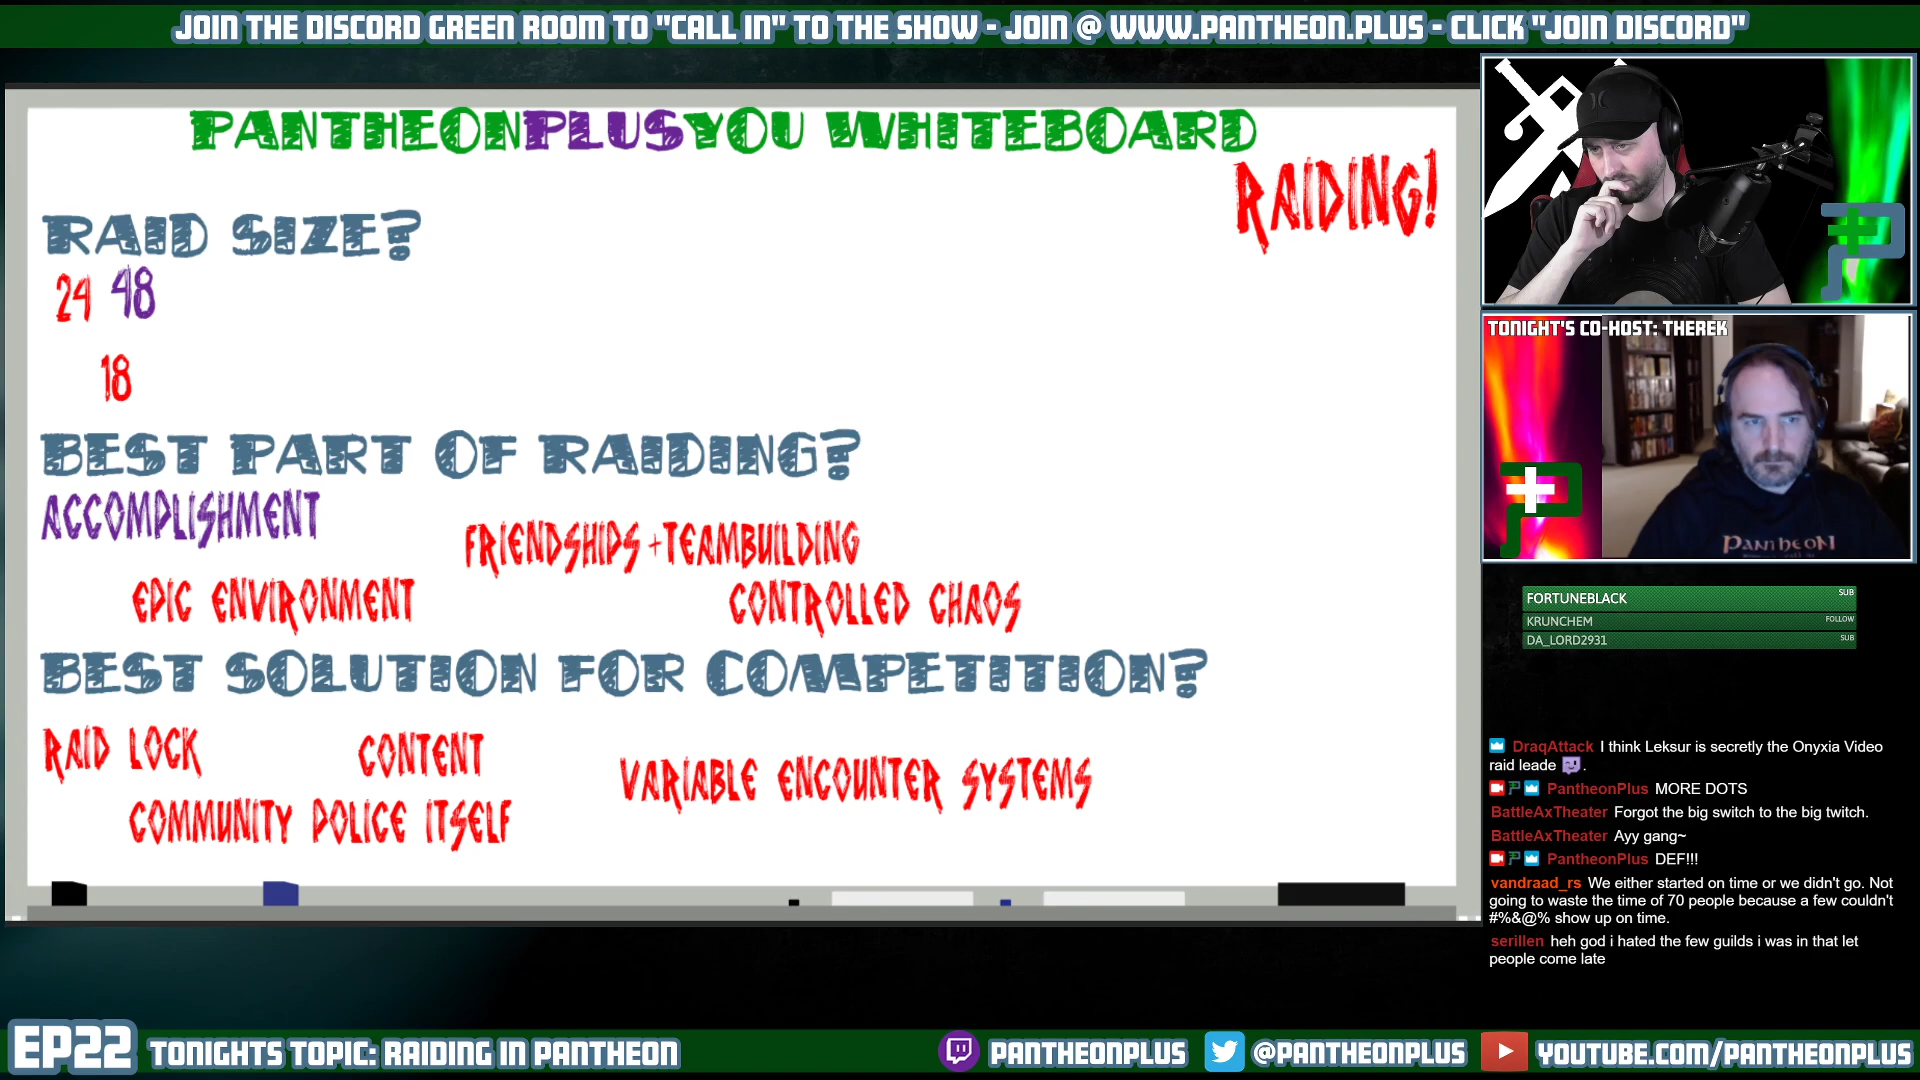 JOIN THE DISCORD GREEN ROOM TO "CALL IN" TO THE SHOW - JOIN @ WWW.PANTHEON.PLUS - CLICK "JOIN DISCORD"
PANTHEONPLUSYOU WHITEBOARD
RAIDING!
RAID SIZE?
24 48
18
BEST PART OF RAIDING?
ACCOMPLISHMENT
FRIENDSHIPS+TEAMBUILDING
EPIC ENVIRONMENT
CONTROLLED CHAOS
BEST SOLUTION FOR COMPETITION?
RAID LOCK
CONTENT
VARIABLE ENCOUNTER SYSTEMS
COMMUNITY POLICE ITSELF
TONIGHT'S CO-HOST: THEREK
PANTHEON
FORTUNEBLACK SUB
KRUNCHEM FOLLOW
DA_LORD2931 SUB
DraqAttack I think Leksur is secretly the Onyxia Video
raid leade .
PantheonPlus MORE DOTS
BattleAxTheater Forgot the big switch to the big twitch.
BattleAxTheater Ayy gang~
PantheonPlus DEF!!!
vandraad_rs We either started on time or we didn't go. Not
going to waste the time of 70 people because a few couldn't
#%&@% show up on time.
serillen heh god i hated the few guilds i was in that let
people come late
EP22 TONIGHTS TOPIC: RAIDING IN PANTHEON PANTHEONPLUS @PANTHEONPLUS YOUTUBE.COM/PANTHEONPLUS